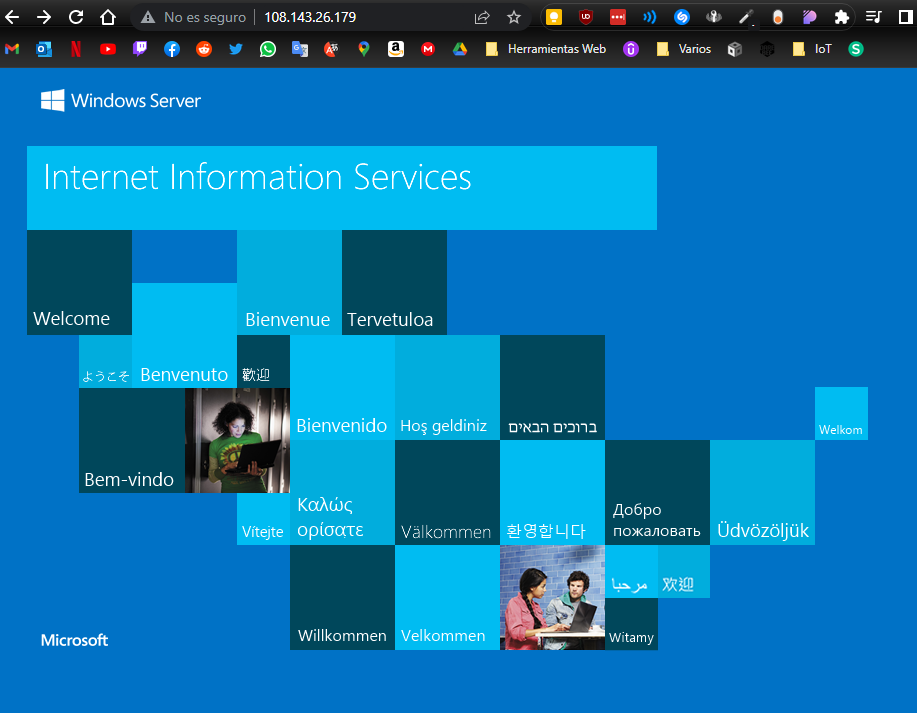 No es seguro
108.143.26.179
Herramientas Web
Varios
IoT
Windows Server
Internet Information Services
Welcome
Bienvenue
Tervetuloa
ようこそ
Benvenuto
歡迎
Bienvenido
Hoş geldiniz
ברוכים הבאים
Welkom
Bem-vindo
Vítejte
Καλώς
ορίσατε
Välkommen
환영합니다
Добро
пожаловать
Üdvözöljük
مرحبا
欢迎
Willkommen
Velkommen
Witamy
Microsoft